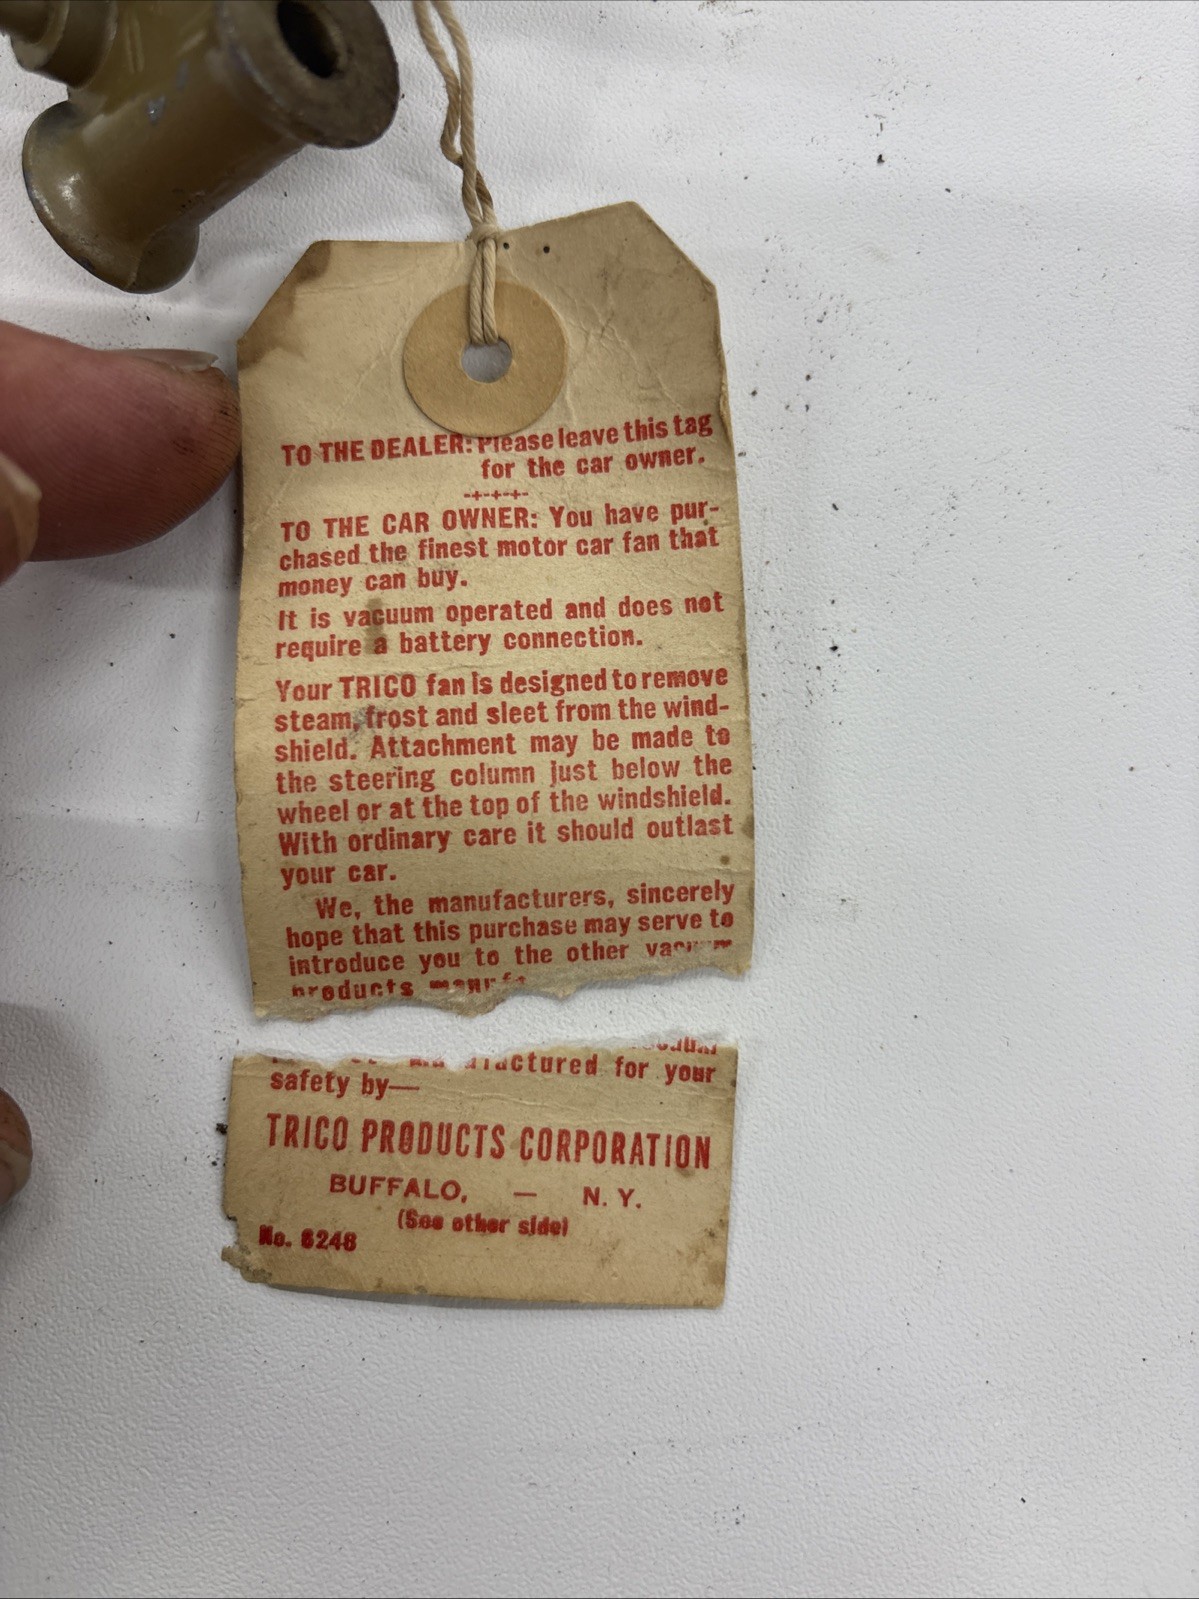 TO THE DEALER: Please leave this tag
for the car owner.
-+-+-+-
TO THE CAR OWNER: You have pur-
chased the finest motor car fan that
money can buy.
It is vacuum operated and does not
require a battery connection.
Your TRICO fan is designed to remove
steam, frost and sleet from the wind-
shield. Attachment may be made to
the steering column just below the
wheel or at the top of the windshield.
With ordinary care it should outlast
your car.
We, the manufacturers, sincerely
hope that this purchase may serve to
introduce you to the other vacuum
products manufactured for your
safety by—
TRICO PRODUCTS CORPORATION
BUFFALO, — N. Y.
(See other side)
No. 6246